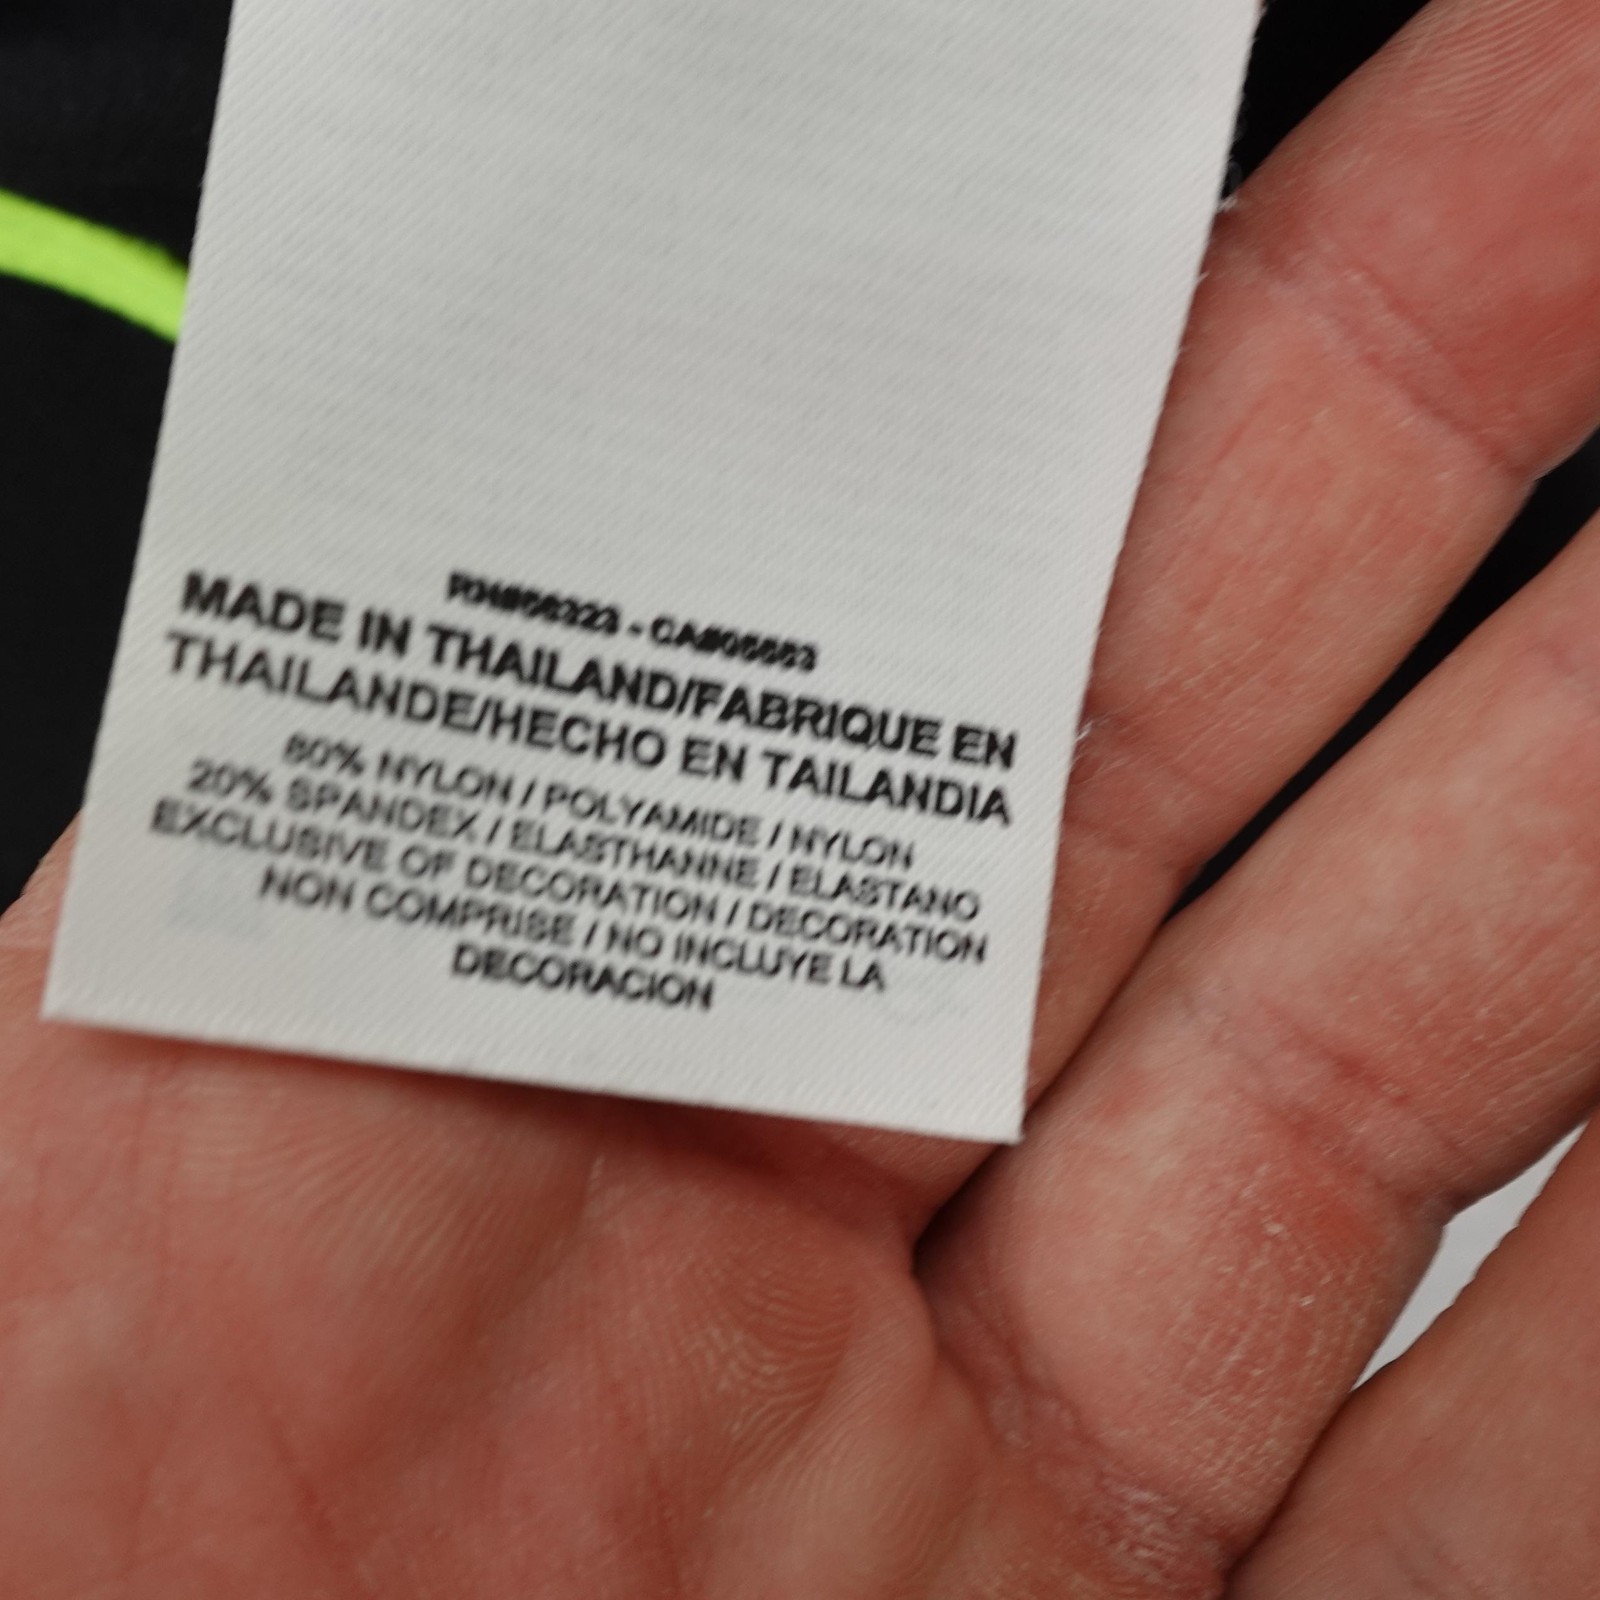 MADE IN THAILAND/FABRIQUE EN
THAILANDE/HECHO EN TAILANDIA
80% NYLON / POLYAMIDE / NYLON
20% SPANDEX / ELASTHANNE / ELASTANO
EXCLUSIVE OF DECORATION / DECORATION
NON COMPRISE / NO INCLUYE LA
DECORACION